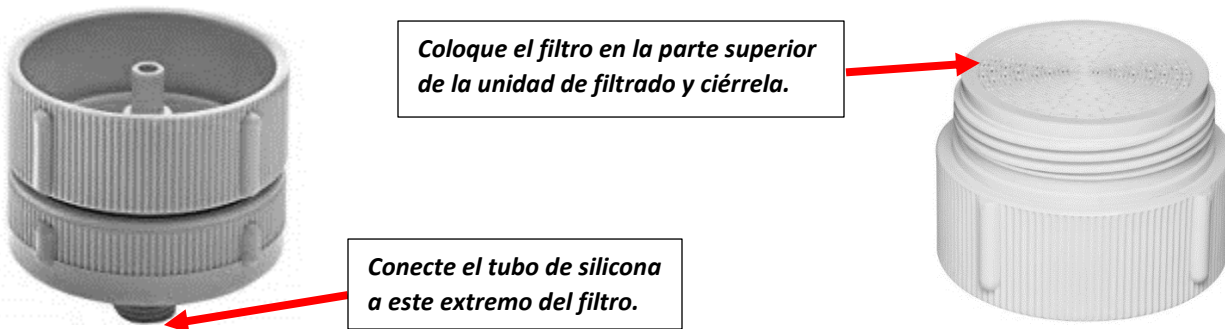 Coloque el filtro en la parte superior
de la unidad de filtrado y ciérrela.
Conecte el tubo de silicona
a este extremo del filtro.